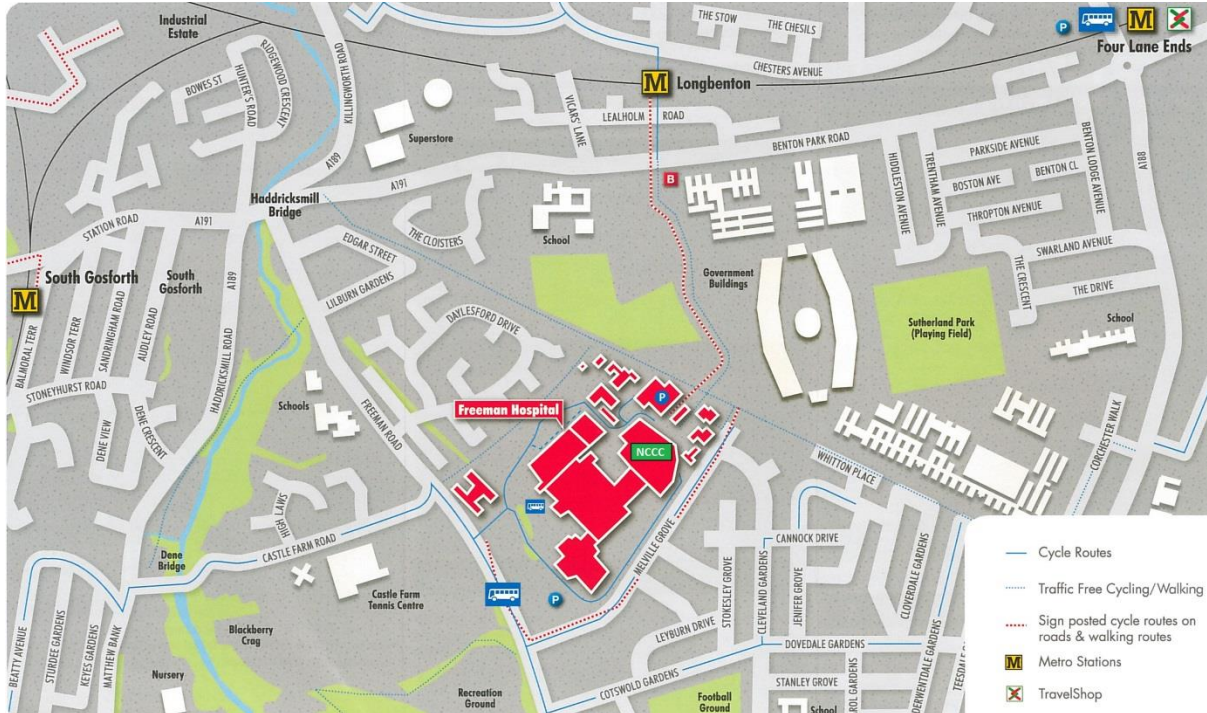 Industrial
Estate
BOWES ST
HUNTER'S ROAD
RIDGEWOOD CRESCENT
KILLINGWORTH ROAD
A189
Superstore
VICARS' LANE
LEALHOLM ROAD
M
Longbenton
THE STOW
THE CHESILS
CHESTERS AVENUE
P
M
Four Lane Ends
BENTON PARK ROAD
A191
B
HIDDLESTON AVENUE
TRENTHAM AVENUE
PARKSIDE AVENUE
BOSTON AVE
BENTON CL
THROPTON AVENUE
BENTON LODGE AVENUE
A188
SWARLAND AVENUE
THE CRESCENT
THE DRIVE
School
Haddricksmill
Bridge
STATION ROAD
A191
South Gosforth
M
South
Gosforth
A189
BALMORAL TERR
WINDSOR TERR
SANDRINGHAM ROAD
AUDLEY ROAD
HADDRICKSMILL ROAD
STONEYHURST ROAD
DENE VIEW
DENE CRESCENT
EDGAR STREET
LILBURN GARDENS
THE CLOISTERS
School
DAYLESFORD DRIVE
Schools
FREEMAN ROAD
Government
Buildings
Sutherland Park
(Playing Field)
Freeman Hospital
P
NCCC
WHITTON PLACE
CORCHESTER WALK
HIGH LAWS
CASTLE FARM ROAD
Dene
Bridge
Castle Farm
Tennis Centre
P
MELVILLE GROVE
CANNOCK DRIVE
STOKESLEY GROVE
CLEVELAND GARDENS
JENIFER GROVE
CLOVERDALE GARDENS
LEYBURN DRIVE
DOVEDALE GARDENS
COTSWOLD GARDENS
STANLEY GROVE
BEATTY AVENUE
STURDEE GARDENS
KEYES GARDENS
MATTHEW BANK
Blackberry
Crag
Nursery
Recreation
Ground
Football
Ground
School
Cycle Routes
Traffic Free Cycling/Walking
Sign posted cycle routes on
roads & walking routes
M Metro Stations
TravelShop